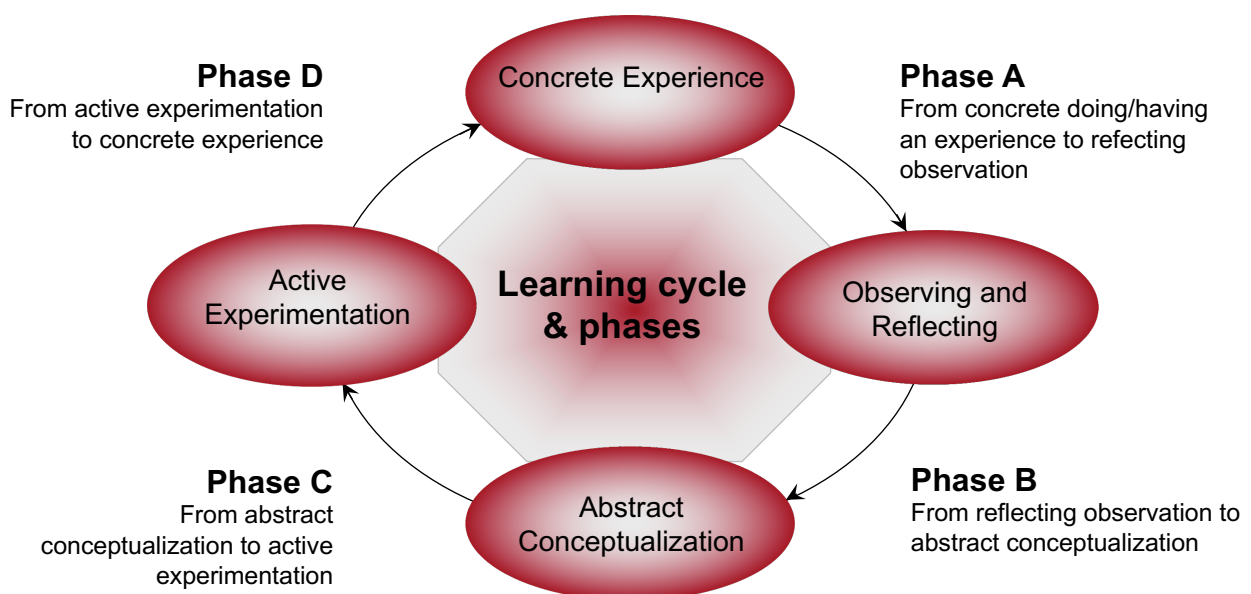 Concrete Experience
Phase A
From concrete doing/having
an experience to refecting
observation
Observing and
Reflecting
Phase B
From reflecting observation to
abstract conceptualization
Abstract
Conceptualization
Phase C
From abstract
conceptualization to active
experimentation
Active
Experimentation
Phase D
From active experimentation
to concrete experience
Learning cycle
& phases